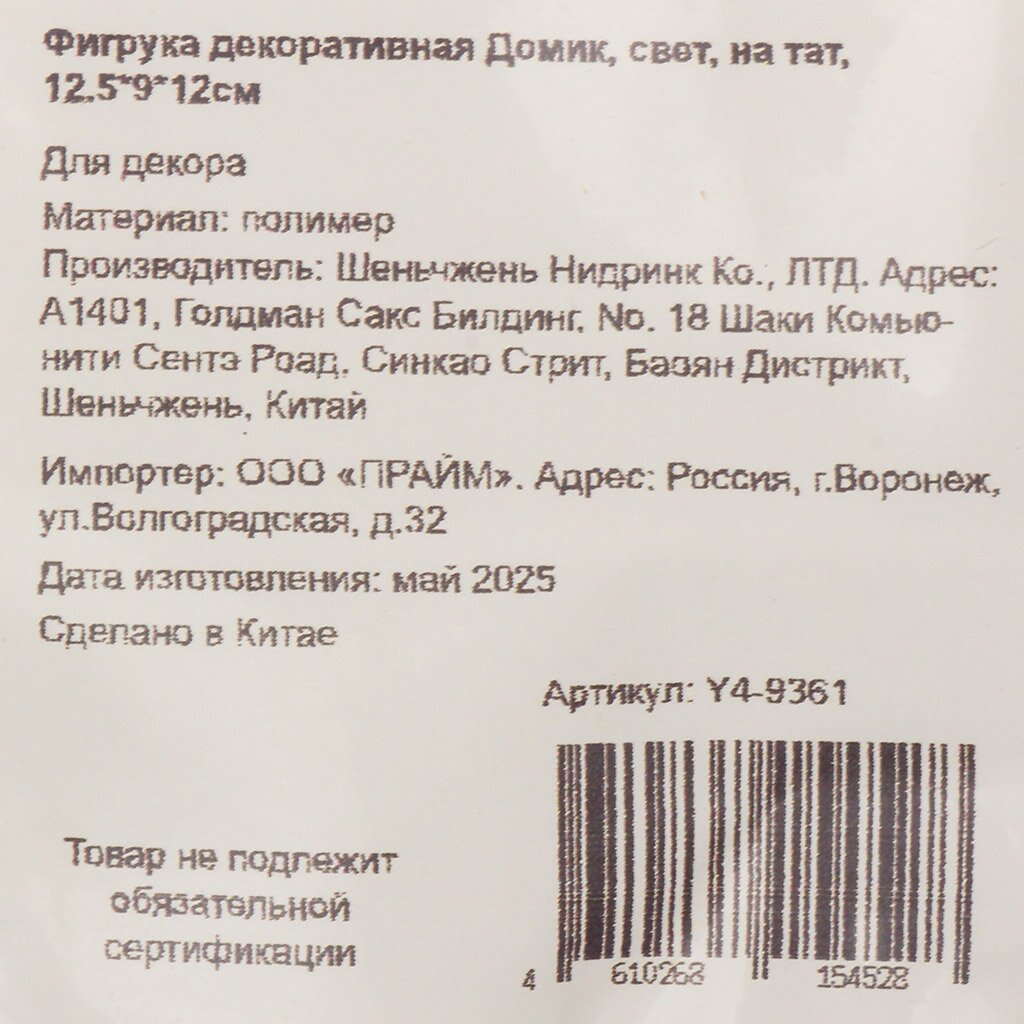 Фигрука декоративная Домик, свет, на тат,
12.5*9*12см
Для декора
Материал: полимер
Производитель: Шеньчжень Нидринк Ко., ЛТД. Адрес:
А1401, Голдман Сакс Билдинг. No. 18 Шаки Комью-
нити Сентэ Роад. Синкао Стрит, Баоян Дистрикт,
Шеньчжень, Китай
Импортер: ООО «ПРАЙМ». Адрес: Россия, г.Воронеж,
ул.Волгоградская, д.32
Дата изготовления: май 2025
Сделано в Китае
Артикул: Y4-9361
Товар не подлежит
обязательной
сертификации
4 610268 154528